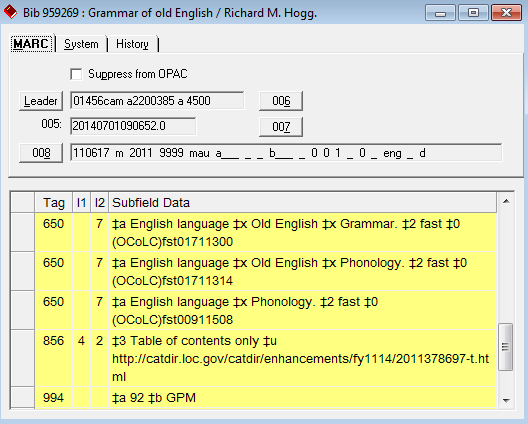 Bib 959269 : Grammar of old English / Richard M. Hogg.
MARC System History
Suppress from OPAC
Leader 01456cam a2200385 a 4500 006
005: 20140701090652.0 007
008 110617 m 2011 9999 mau a___ _ _ b___ _ 0 0 1 _ 0 _ eng _ d
Tag I1 I2 Subfield Data
650 7 ‡a English language ‡x Old English ‡x Grammar. ‡2 fast ‡0
(OCoLC)fst01711300
650 7 ‡a English language ‡x Old English ‡x Phonology. ‡2 fast ‡0
(OCoLC)fst01711314
650 7 ‡a English language ‡x Phonology. ‡2 fast ‡0
(OCoLC)fst00911508
856 4 2 ‡3 Table of contents only ‡u
http://catdir.loc.gov/catdir/enhancements/fy1114/2011378697-t.ht
ml
994 ‡a 92 ‡b GPM